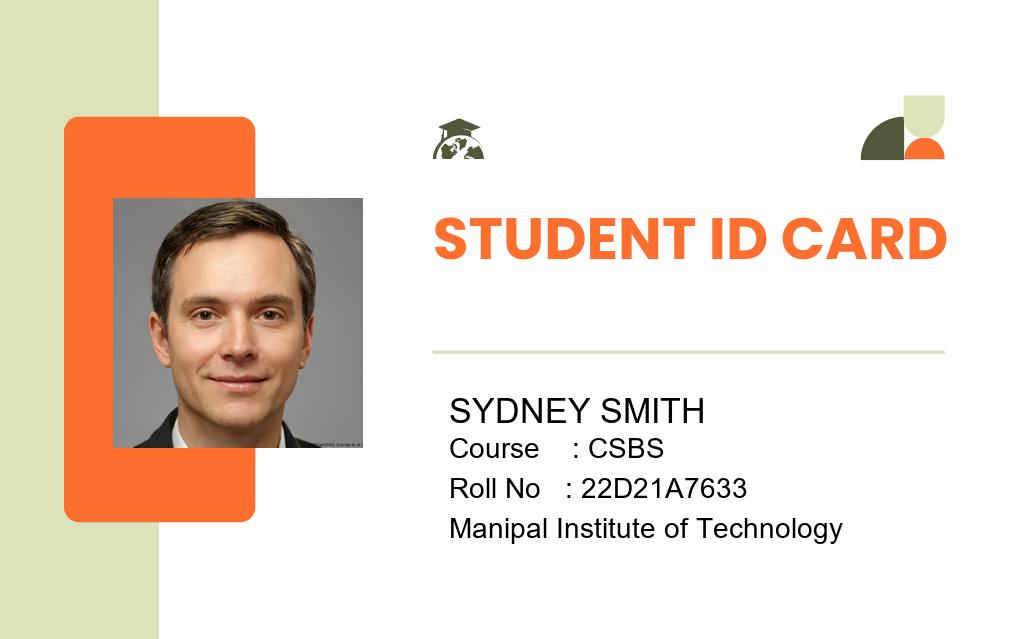 STUDENT ID CARD
SYDNEY SMITH
Course : CSBS
Roll No : 22D21A7633
Manipal Institute of Technology